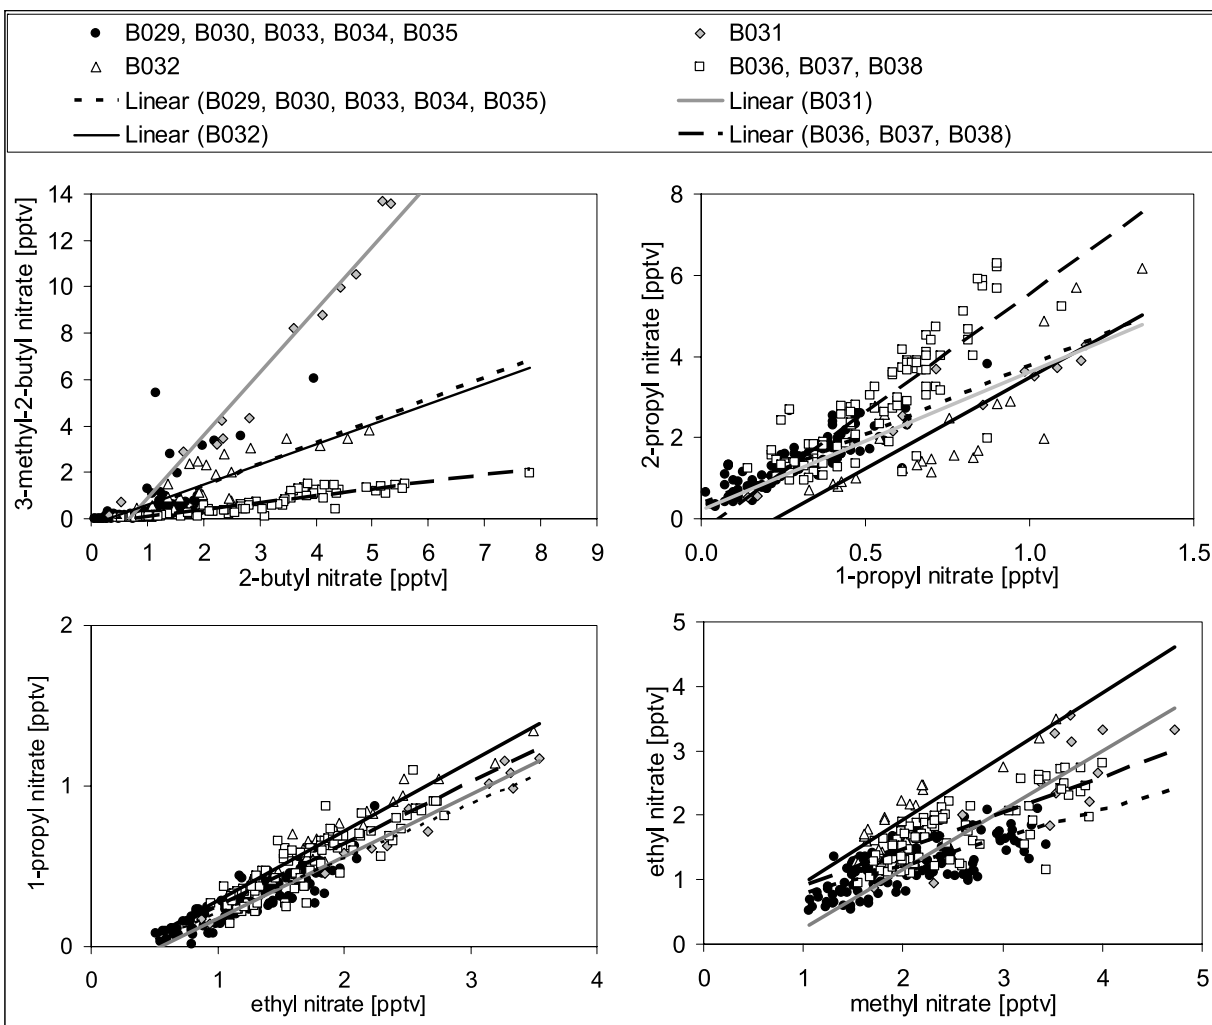 B029, B030, B033, B034, B035
B031
B032
B036, B037, B038
Linear (B029, B030, B033, B034, B035)
Linear (B031)
Linear (B032)
Linear (B036, B037, B038)
3-methyl-2-butyl nitrate [pptv]
14
12
10
8
6
4
2
0
0 1 2 3 4 5 6 7 8 9
2-butyl nitrate [pptv]
2-propyl nitrate [pptv]
8
6
4
2
0
0.0 0.5 1.0 1.5
1-propyl nitrate [pptv]
1-propyl nitrate [pptv]
2
1
0
0 1 2 3 4
ethyl nitrate [pptv]
ethyl nitrate [pptv]
5
4
3
2
1
0
0 1 2 3 4 5
methyl nitrate [pptv]